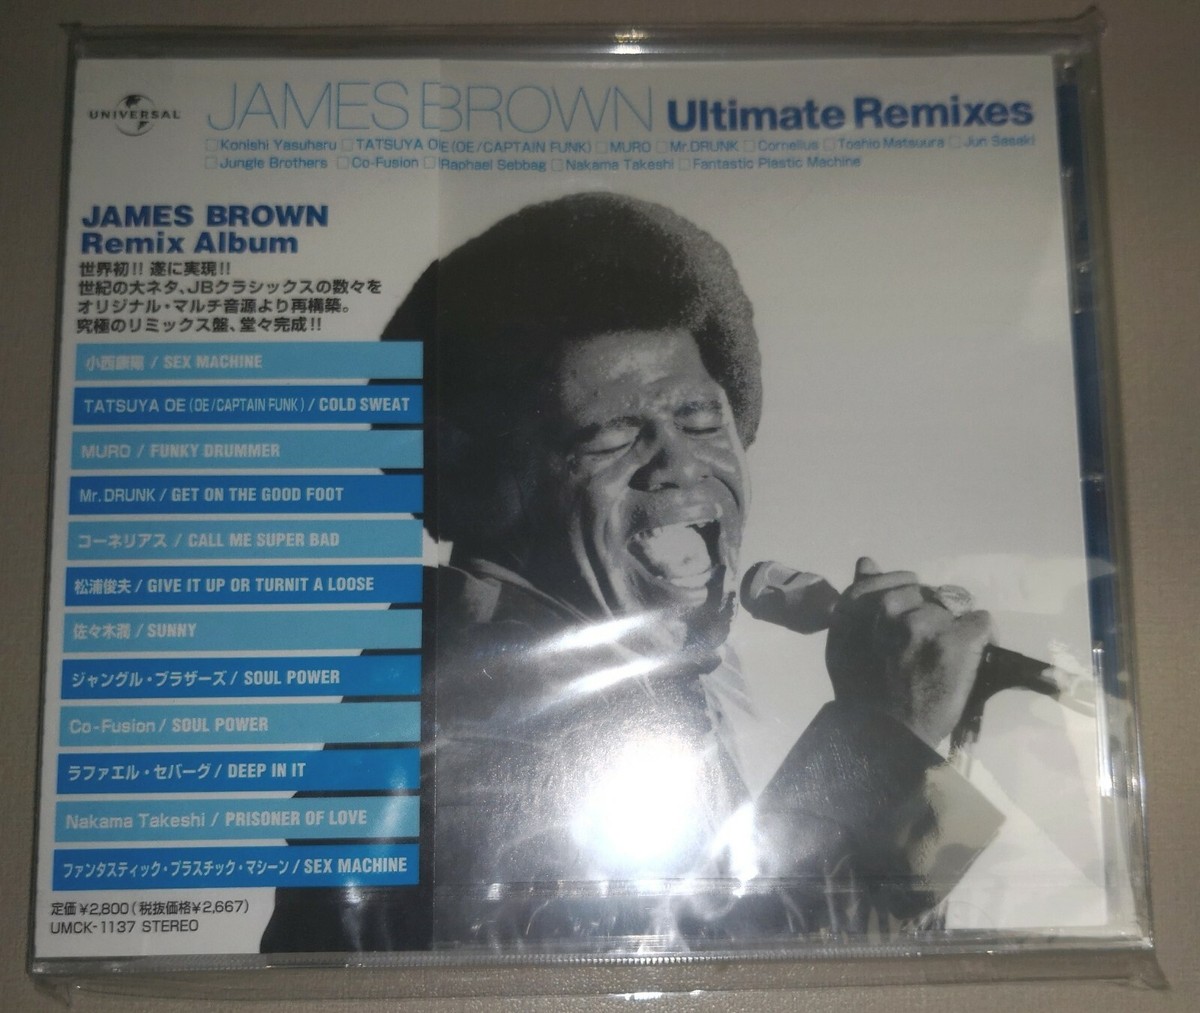 UNIVERSAL
JAMES BROWN Ultimate Remixes
□Konishi Yasuharu □TATSUYA OE (OE/CAPTAIN FUNK) □MURO □Mr.DRUNK □Cornelius □Toshio Matsuura □Jun Sasaki
□Jungle Brothers □Co-Fusion □Raphael Sebbag □Nakama Takeshi □Fantastic Plastic Machine
JAMES BROWN
Remix Album
世界初!! 遂に実現!!
世紀の大ネタ、JBクラシックスの数々を
オリジナル・マルチ音源より再構築。
究極のリミックス盤、堂々完成!!
小西康陽 / SEX MACHINE
TATSUYA OE (OE/CAPTAIN FUNK) / COLD SWEAT
MURO / FUNKY DRUMMER
Mr. DRUNK / GET ON THE GOOD FOOT
コーネリアス / CALL ME SUPER BAD
松浦俊夫 / GIVE IT UP OR TURNIT A LOOSE
佐々木潤 / SUNNY
ジャングル・ブラザーズ / SOUL POWER
Co-Fusion / SOUL POWER
ラファエル・セバーグ / DEEP IN IT
Nakama Takeshi / PRISONER OF LOVE
ファンタスティック・プラスチック・マシーン / SEX MACHINE
定価¥2,800(税抜価格¥2,667)
UMCK-1137 STEREO